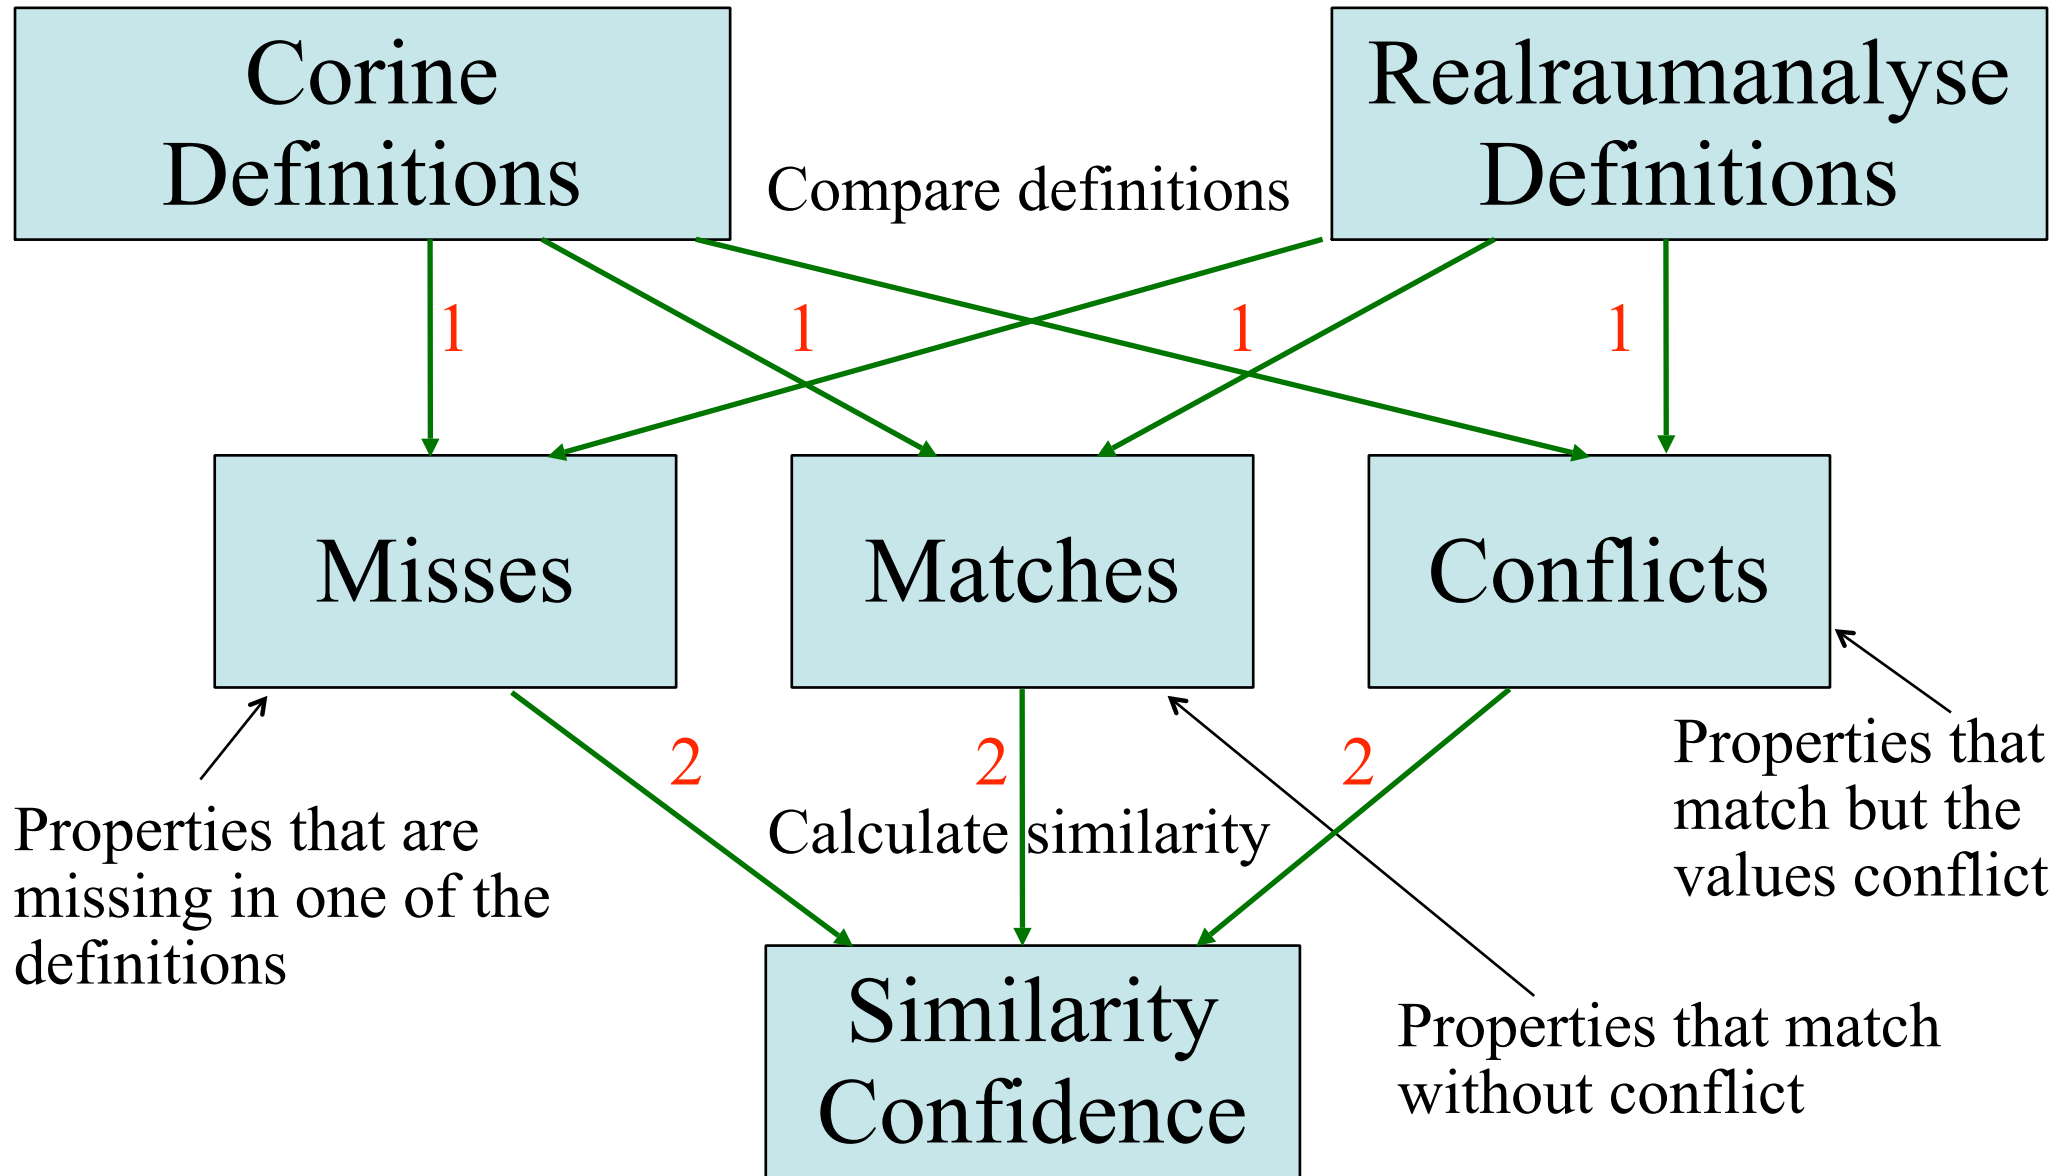 Corine
Definitions
Realraumanalyse
Definitions
Compare definitions
1
1
1
1
Misses
Matches
Conflicts
2
2
2
Properties that
match but the
values conflict
Properties that are
missing in one of the
definitions
Calculate similarity
Similarity
Confidence
Properties that match
without conflict